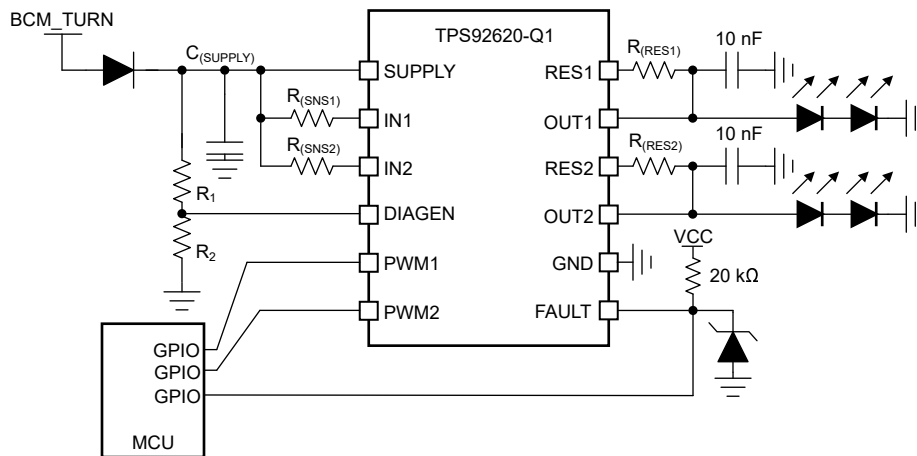 BCM_TURN
C(SUPPLY)
TPS92620-Q1
SUPPLY
RES1
R(RES1)
10 nF
R(SNS1)
IN1
OUT1
R(SNS2)
IN2
RES2
R(RES2)
10 nF
R1
DIAGEN
OUT2
R2
VCC
PWM1
GND
20 kΩ
PWM2
FAULT
GPIO
GPIO
GPIO
MCU